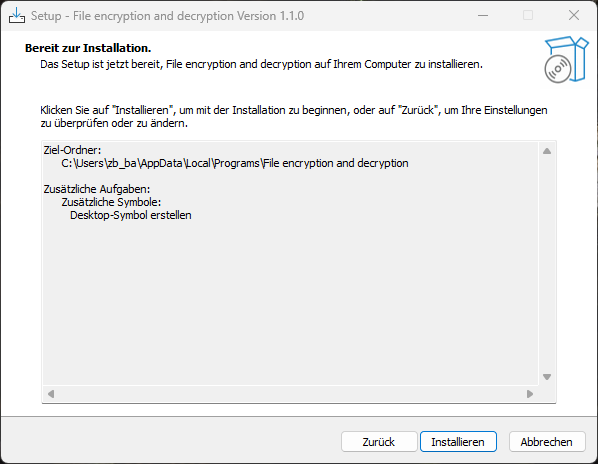 Setup - File encryption and decryption Version 1.1.0
Bereit zur Installation.
Das Setup ist jetzt bereit, File encryption and decryption auf Ihrem Computer zu installieren.
Klicken Sie auf "Installieren", um mit der Installation zu beginnen, oder auf "Zurück", um Ihre Einstellungen
zu überprüfen oder zu ändern.
Ziel-Ordner:
C:\Users\zb_ba\AppData\Local\Programs\File encryption and decryption
Zusätzliche Aufgaben:
Zusätzliche Symbole:
Desktop-Symbol erstellen
Zurück
Installieren
Abbrechen